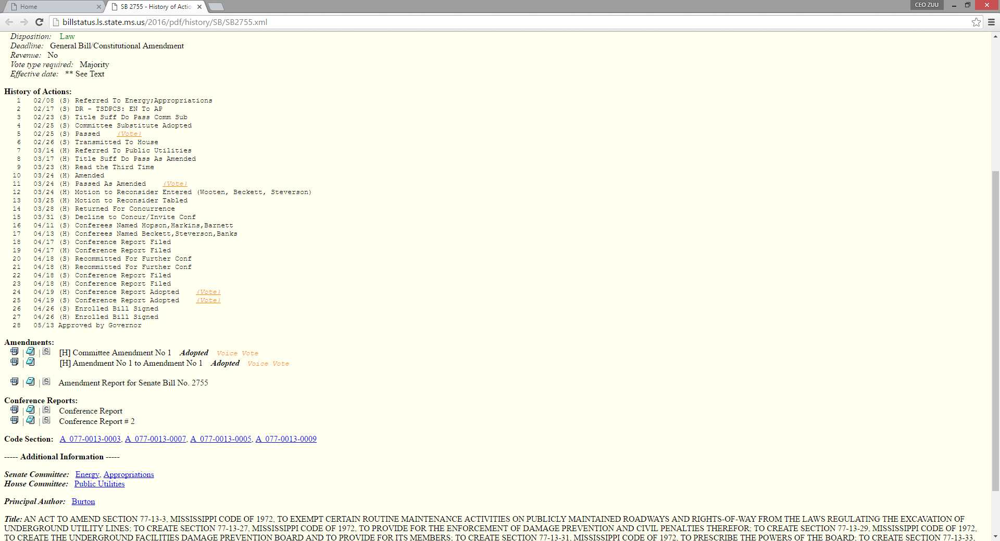 Home
SB 2755 - History of Actio
CEO ZUU
billstatus.ls.state.ms.us/2016/pdf/history/SB/SB2755.xml
Disposition: Law
Deadline: General Bill/Constitutional Amendment
Revenue: No
Vote type required: Majority
Effective date: ** See Text
History of Actions:
1 02/08 (S) Referred To Energy;Appropriations
2 02/17 (S) DR - TSDPCS: EN To AP
3 02/23 (S) Title Suff Do Pass Comm Sub
4 02/25 (S) Committee Substitute Adopted
5 02/25 (S) Passed {Vote}
6 02/26 (S) Transmitted To House
7 03/14 (H) Referred To Public Utilities
8 03/17 (H) Title Suff Do Pass As Amended
9 03/23 (H) Read the Third Time
10 03/24 (H) Amended
11 03/24 (H) Passed As Amended {Vote}
12 03/24 (H) Motion to Reconsider Entered (Wooten, Beckett, Steverson)
13 03/25 (H) Motion to Reconsider Tabled
14 03/28 (H) Returned For Concurrence
15 03/31 (S) Decline to Concur/Invite Conf
16 04/11 (S) Conferees Named Hopson,Harkins,Barnett
17 04/13 (H) Conferees Named Beckett,Steverson,Banks
18 04/17 (S) Conference Report Filed
19 04/17 (H) Conference Report Filed
20 04/18 (S) Recommitted For Further Conf
21 04/18 (H) Recommitted For Further Conf
22 04/18 (S) Conference Report Filed
23 04/18 (H) Conference Report Filed
24 04/19 (H) Conference Report Adopted {Vote}
25 04/19 (S) Conference Report Adopted {Vote}
26 04/26 (S) Enrolled Bill Signed
27 04/26 (H) Enrolled Bill Signed
28 05/13 Approved by Governor
Amendments:
PDF | | S [H] Committee Amendment No 1 Adopted Voice Vote
PDF | [H] Amendment No 1 to Amendment No 1 Adopted Voice Vote
PDF | | S Amendment Report for Senate Bill No. 2755
Conference Reports:
PDF | | S Conference Report
PDF | | S Conference Report # 2
Code Section: A 077-0013-0003, A 077-0013-0007, A 077-0013-0005, A 077-0013-0009
----- Additional Information -----
Senate Committee: Energy, Appropriations
House Committee: Public Utilities
Principal Author: Burton
Title: AN ACT TO AMEND SECTION 77-13-3, MISSISSIPPI CODE OF 1972, TO EXEMPT CERTAIN ROUTINE MAINTENANCE ACTIVITIES ON PUBLICLY MAINTAINED ROADWAYS AND RIGHTS-OF-WAY FROM THE LAWS REGULATING THE EXCAVATION OF
UNDERGROUND UTILITY LINES; TO CREATE SECTION 77-13-27, MISSISSIPPI CODE OF 1972, TO PROVIDE FOR THE ENFORCEMENT OF DAMAGE PREVENTION AND CIVIL PENALTIES THEREFOR; TO CREATE SECTION 77-13-29, MISSISSIPPI CODE OF 1972,
TO CREATE THE UNDERGROUND FACILITIES DAMAGE PREVENTION BOARD AND TO PROVIDE FOR ITS MEMBERS; TO CREATE SECTION 77-13-31, MISSISSIPPI CODE OF 1972, TO PRESCRIBE THE POWERS OF THE BOARD; TO CREATE SECTION 77-13-33,